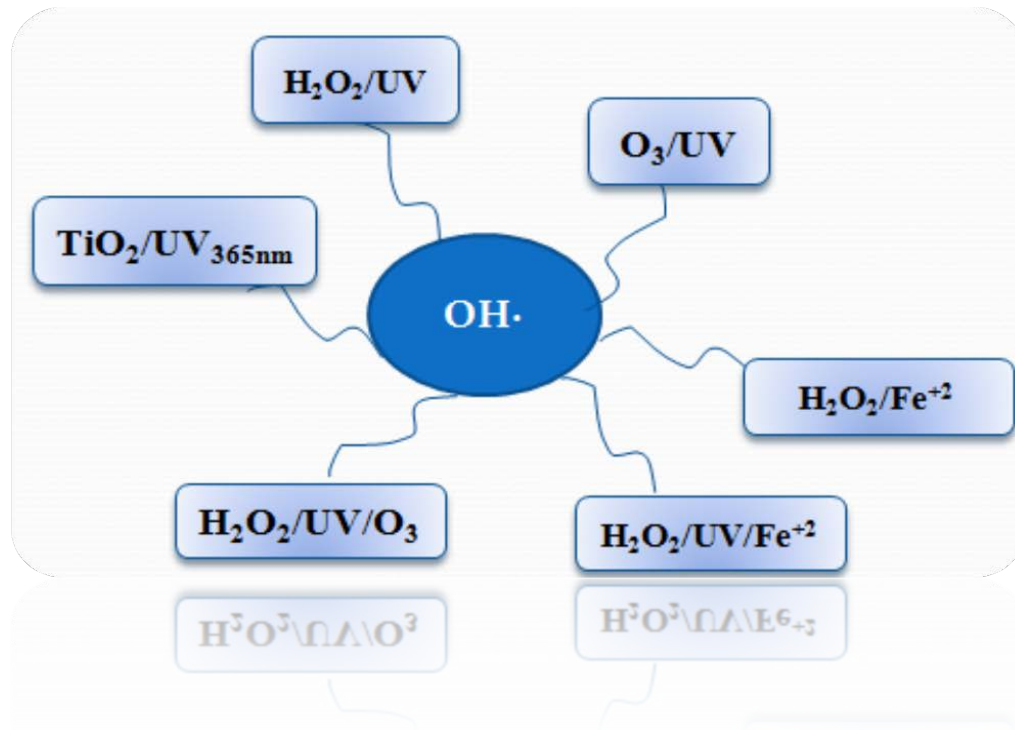 H₂O₂/UV
O₃/UV
TiO₂/UV₃₆₅ₙₘ
OH·
H₂O₂/Fe⁺²
H₂O₂/UV/O₃
H₂O₂/UV/Fe⁺²